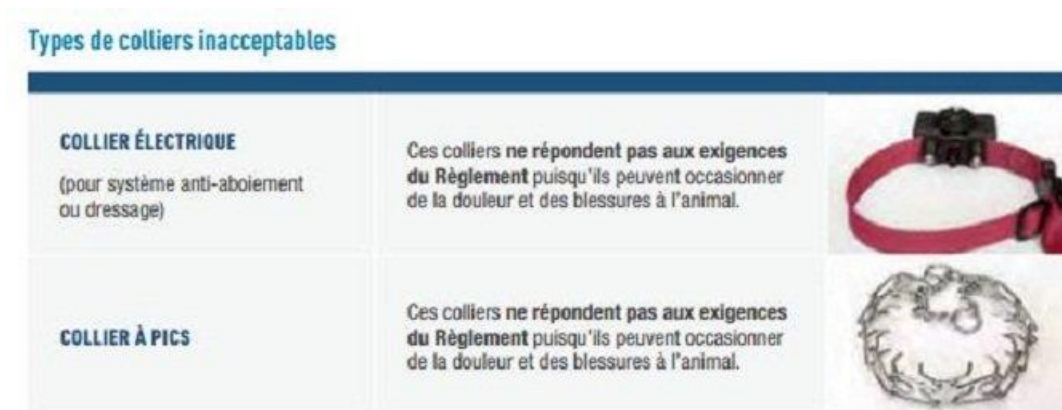 Types de colliers inacceptables
COLLIER ÉLECTRIQUE
(pour système anti-aboiement
ou dressage)
Ces colliers ne répondent pas aux exigences
du Règlement puisqu'ils peuvent occasionner
de la douleur et des blessures à l'animal.
COLLIER À PICS
Ces colliers ne répondent pas aux exigences
du Règlement puisqu'ils peuvent occasionner
de la douleur et des blessures à l'animal.